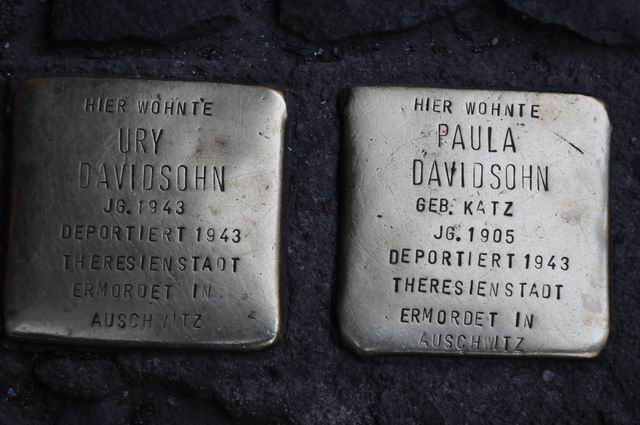 HIER WOHNTE
URY
DAVIDSOHN
JG. 1943
DEPORTIERT 1943
THERESIENSTADT
ERMORDET IN
AUSCHWITZ
HIER WOHNTE
PAULA
DAVIDSOHN
GEB. KATZ
JG. 1905
DEPORTIERT 1943
THERESIENSTADT
ERMORDET IN
AUSCHWITZ